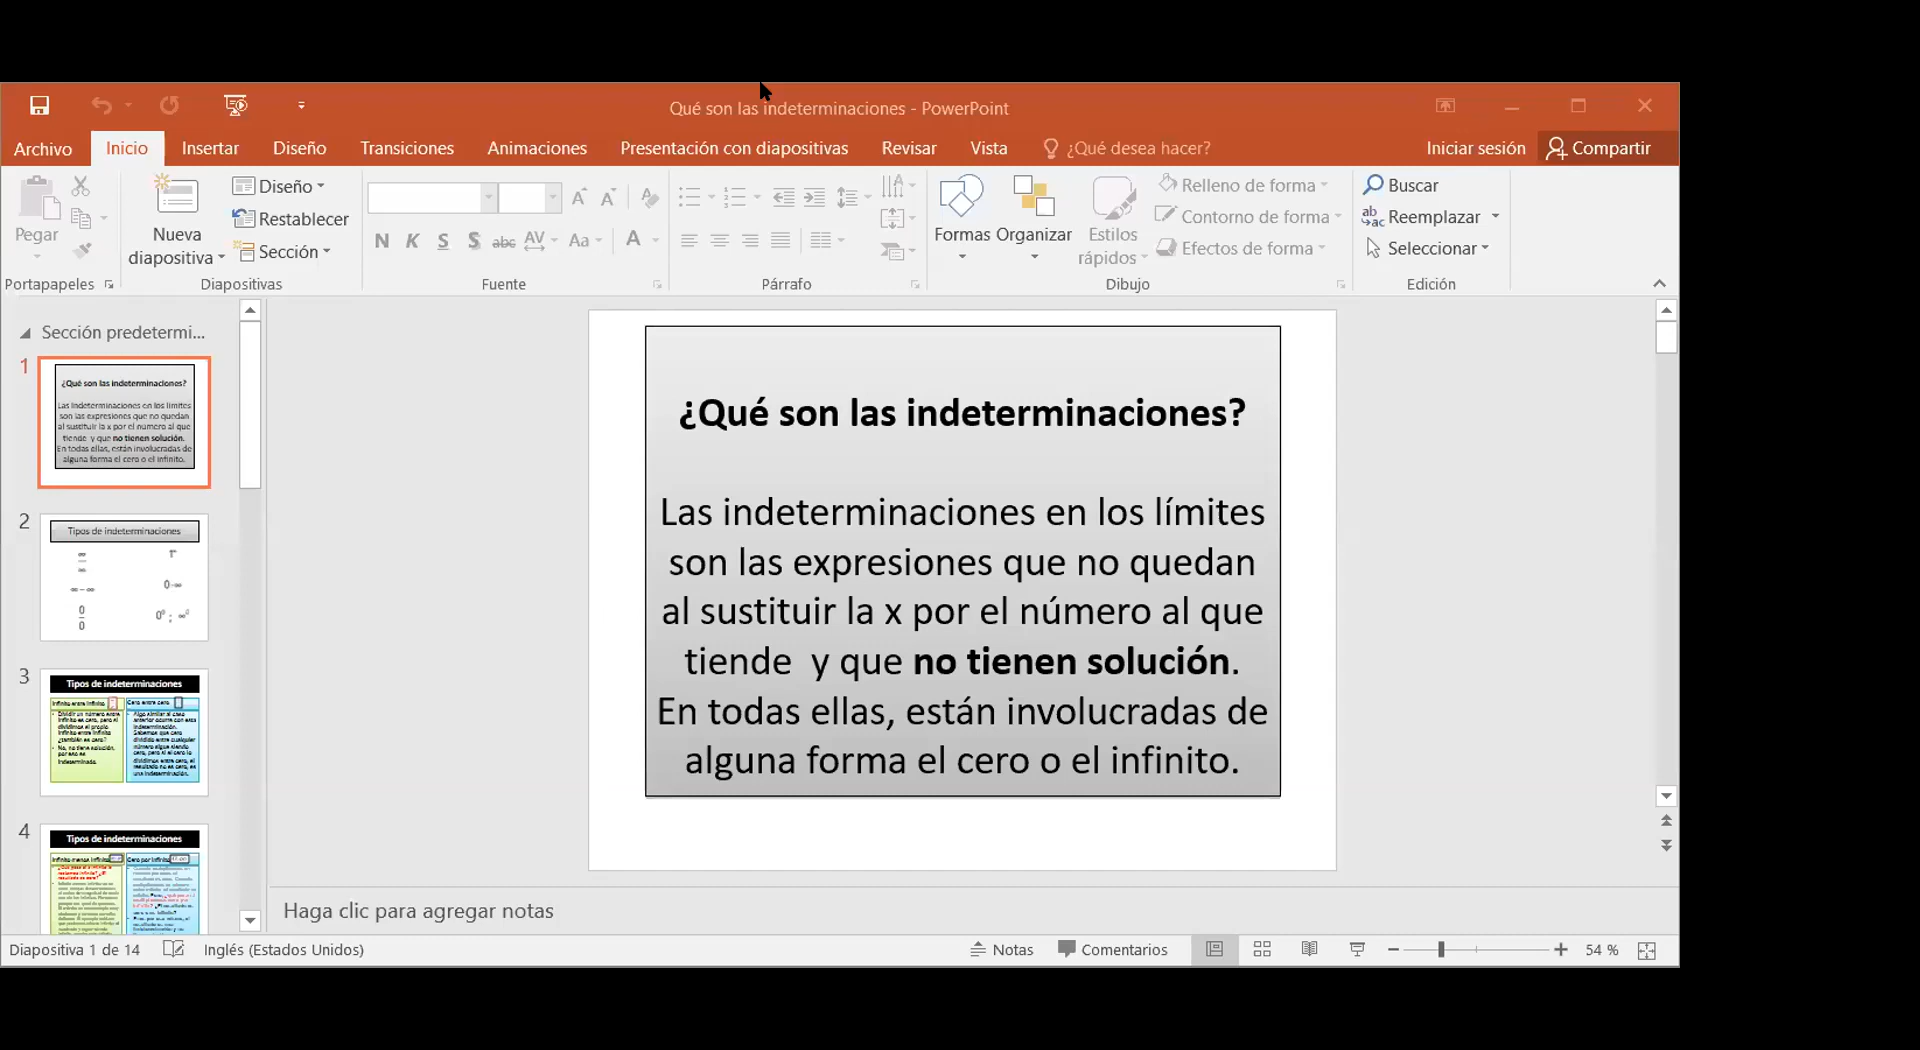 Qué son las indeterminaciones - PowerPoint
Archivo Inicio Insertar Diseño Transiciones Animaciones Presentación con diapositivas Revisar Vista ¿Qué desea hacer? Iniciar sesión Compartir
Pegar
Portapapeles
Nueva diapositiva
Diseño
Restablecer
Sección
Diapositivas
N K S S abc AV Aa A
Fuente
Párrafo
Formas Organizar Estilos rápidos
Relleno de forma
Contorno de forma
Efectos de forma
Dibujo
Buscar
Reemplazar
Seleccionar
Edición
Sección predetermi...
1
¿Qué son las indeterminaciones?
Las indeterminaciones en los límites
son las expresiones que no quedan
al sustituir la x por el número al que
tiende y que no tienen solución.
En todas ellas, están involucradas de
alguna forma el cero o el infinito.
2
Tipos de indeterminaciones
3
Tipos de indeterminaciones
Infinito entre infinito
Cero entre cero
4
Tipos de indeterminaciones
Infinito menos infinito
Cero por infinito
¿Qué son las indeterminaciones?
Las indeterminaciones en los límites
son las expresiones que no quedan
al sustituir la x por el número al que
tiende y que no tienen solución.
En todas ellas, están involucradas de
alguna forma el cero o el infinito.
Haga clic para agregar notas
Diapositiva 1 de 14 Inglés (Estados Unidos) Notas Comentarios 54 %